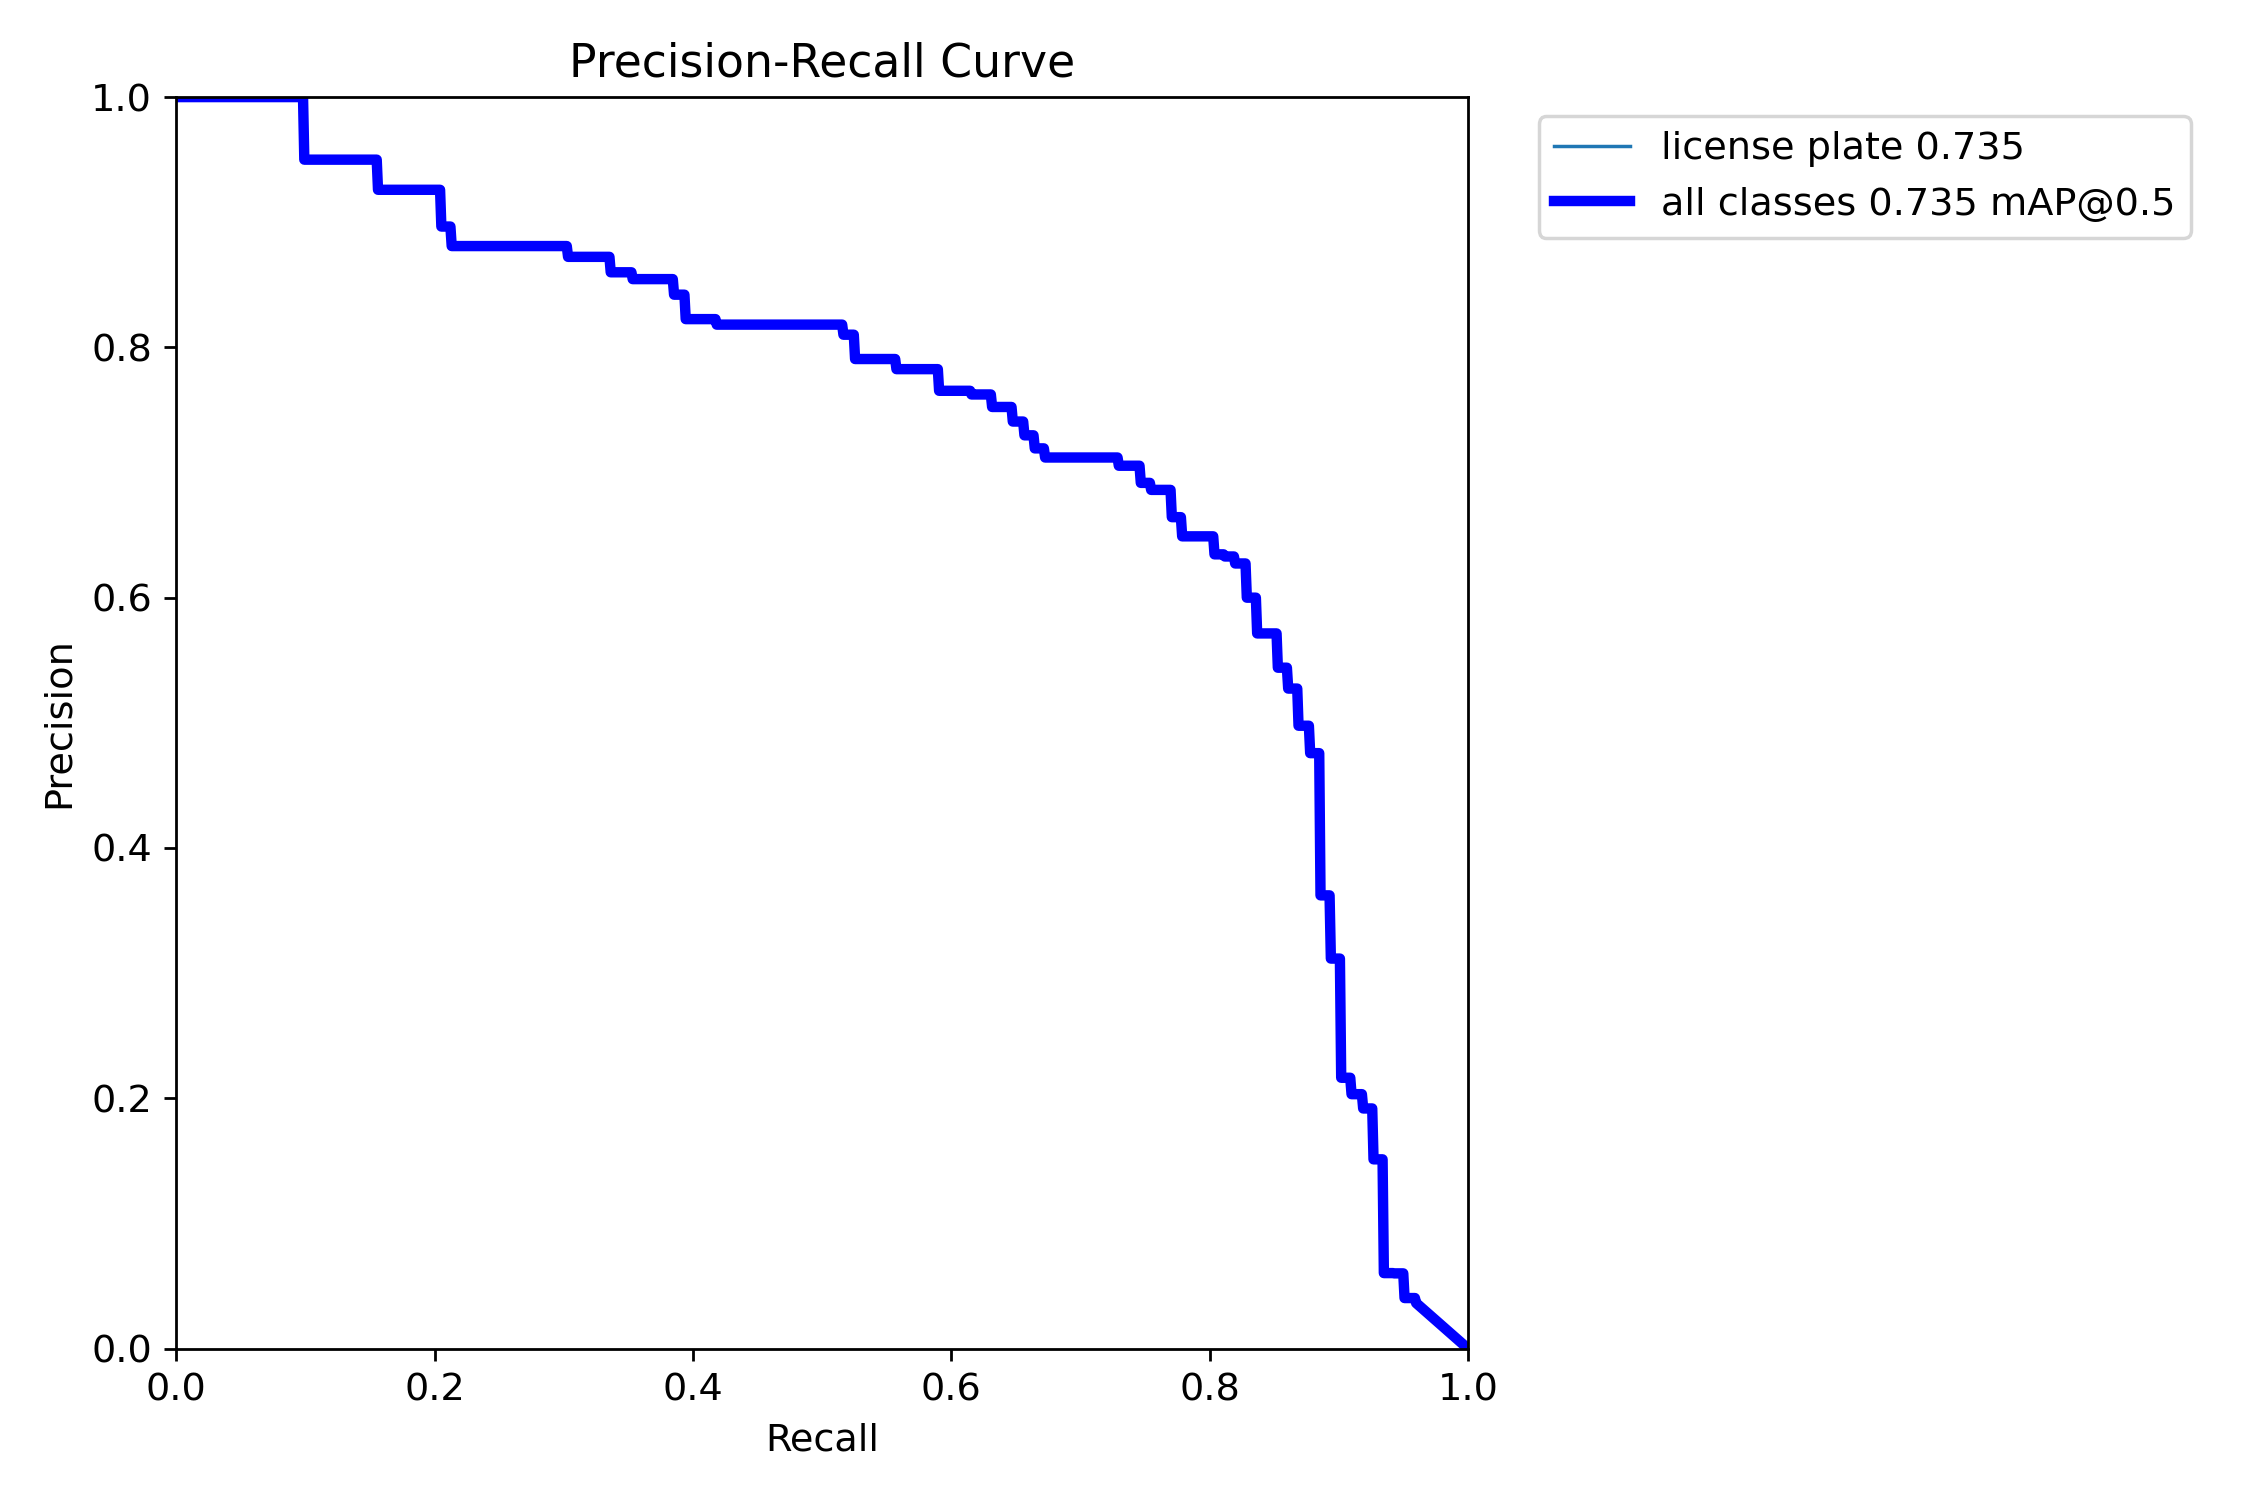 Precision-Recall Curve
1.0
0.8
0.6
0.4
0.2
0.0
Precision
0.0 0.2 0.4 0.6 0.8 1.0
Recall
license plate 0.735
all classes 0.735 mAP@0.5